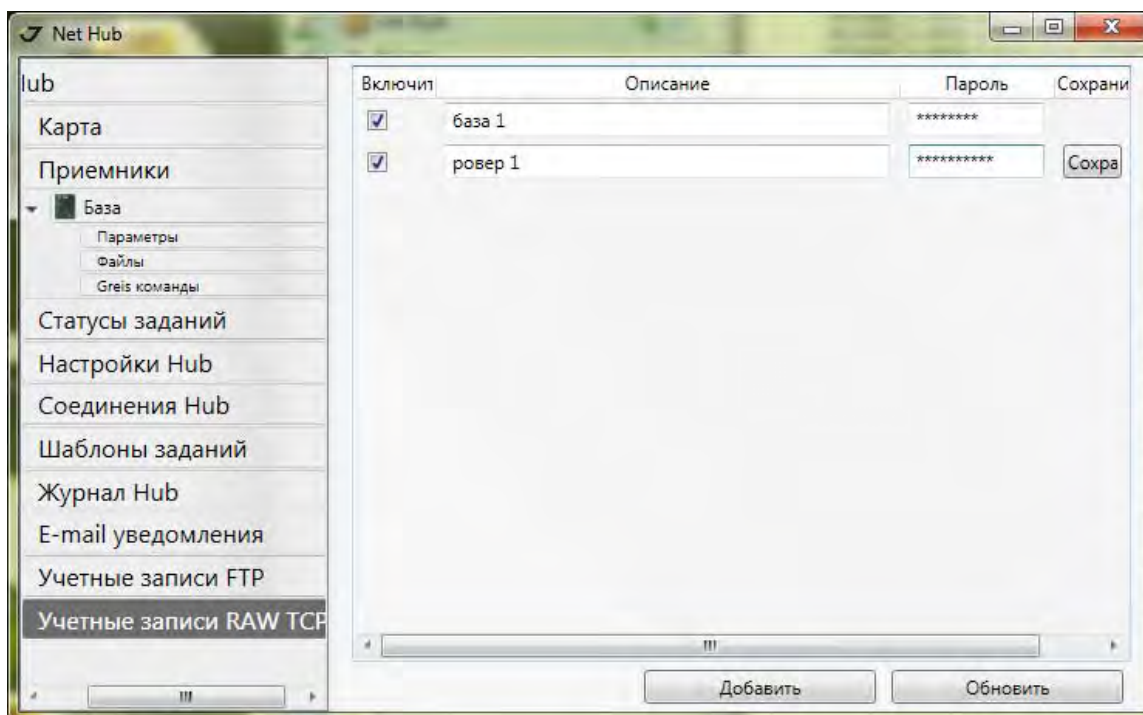 Net Hub
lub
Карта
Приемники
База
Параметры
Файлы
Greis команды
Статусы заданий
Настройки Hub
Соединения Hub
Шаблоны заданий
Журнал Hub
E-mail уведомления
Учетные записи FTP
Учетные записи RAW TCP
Включит Описание Пароль Сохрани
база 1 ********
ровер 1 ********** Сохра
Добавить Обновить